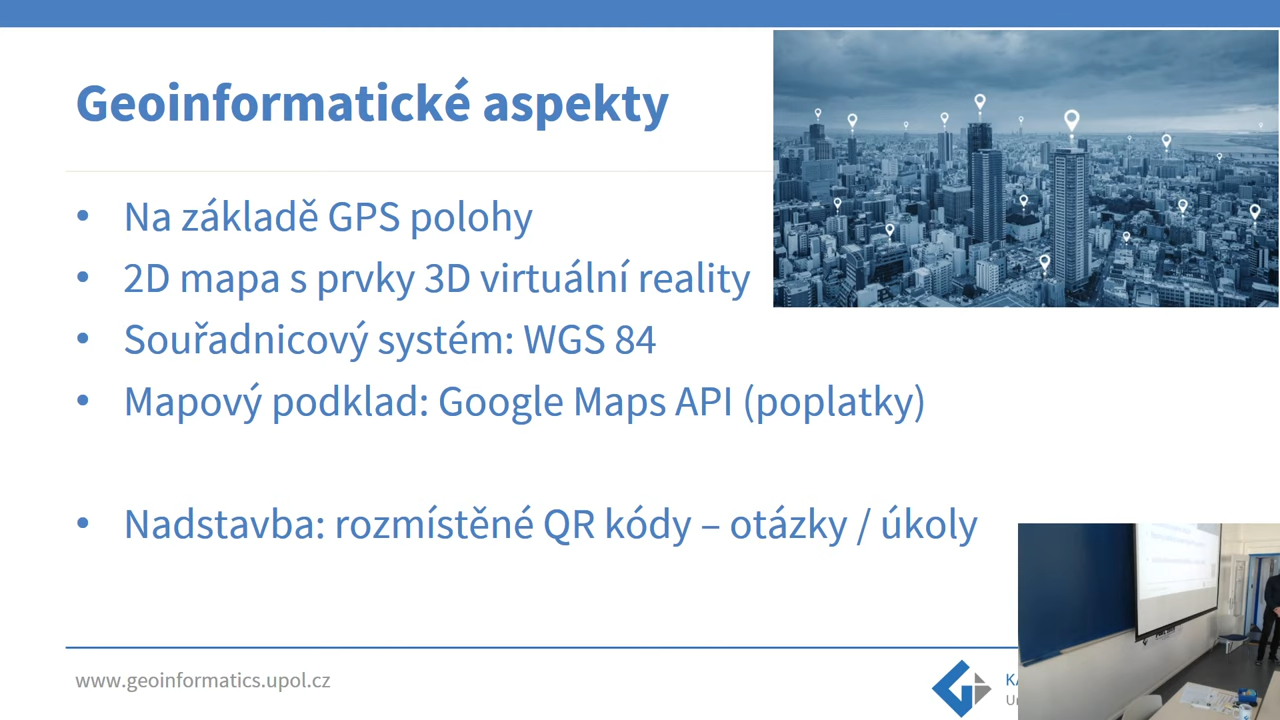 Geoinformatické aspekty
• Na základě GPS polohy
• 2D mapa s prvky 3D virtuální reality
• Souřadnicový systém: WGS 84
• Mapový podklad: Google Maps API (poplatky)
• Nadstavba: rozmístěné QR kódy – otázky / úkoly
www.geoinformatics.upol.cz